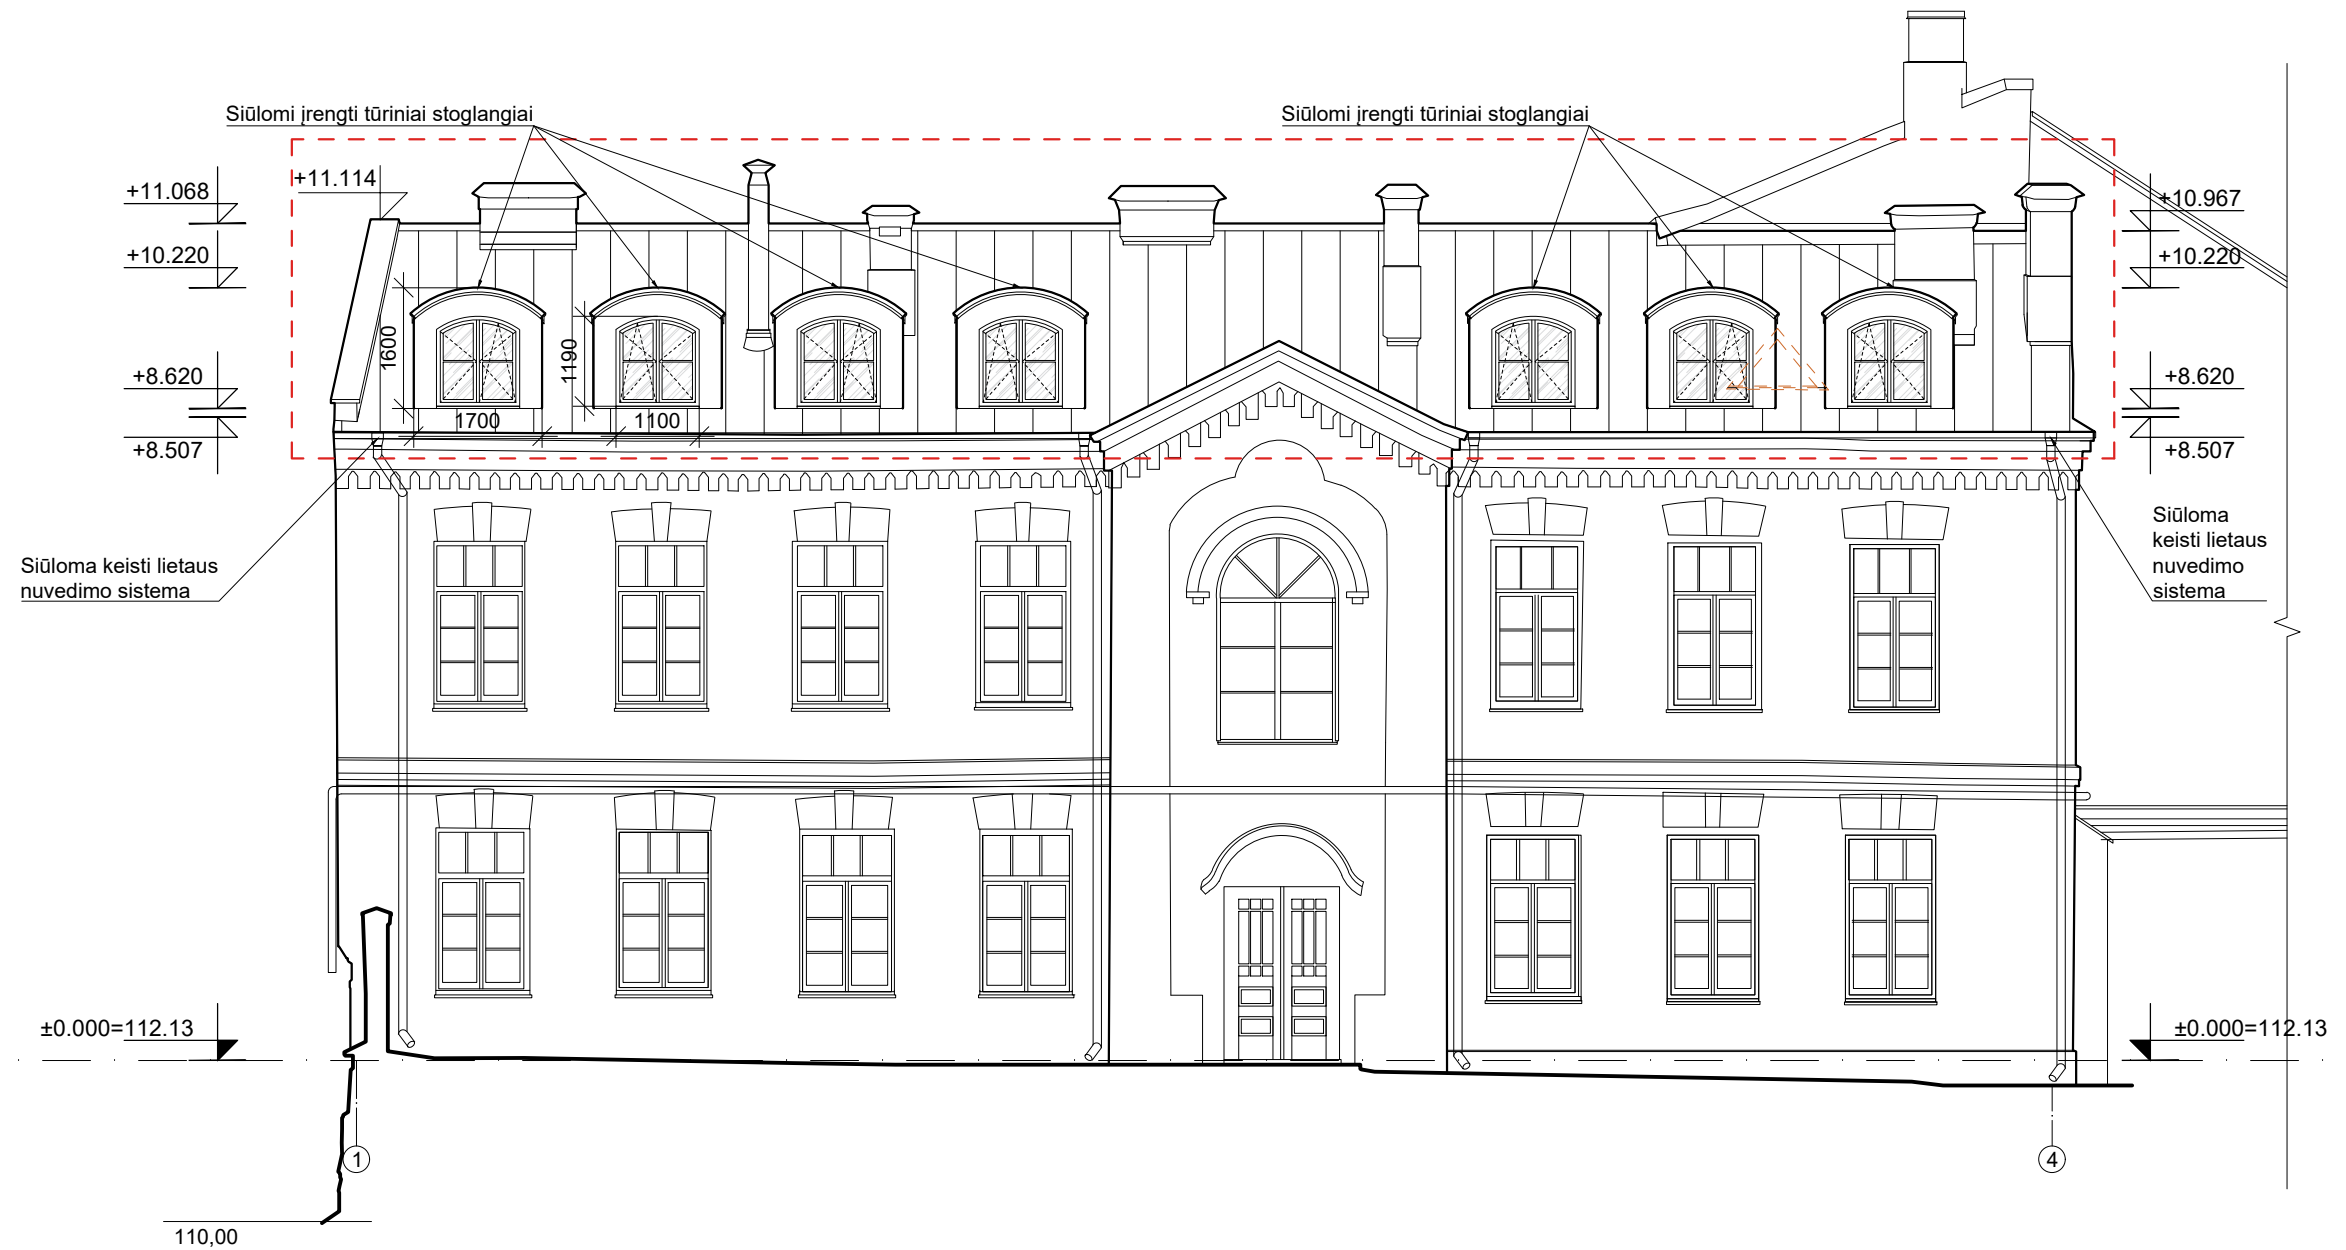 Siūlomi įrengti tūriniai stoglangiai
Siūlomi įrengti tūriniai stoglangiai
+11.068
+11.114
+10.967
+10.220
+10.220
1600
1190
+8.620
+8.620
1700
1100
+8.507
+8.507
Siūloma keisti lietaus
nuvedimo sistema
Siūloma
keisti lietaus
nuvedimo
sistema
±0.000=112.13
±0.000=112.13
1
4
110,00